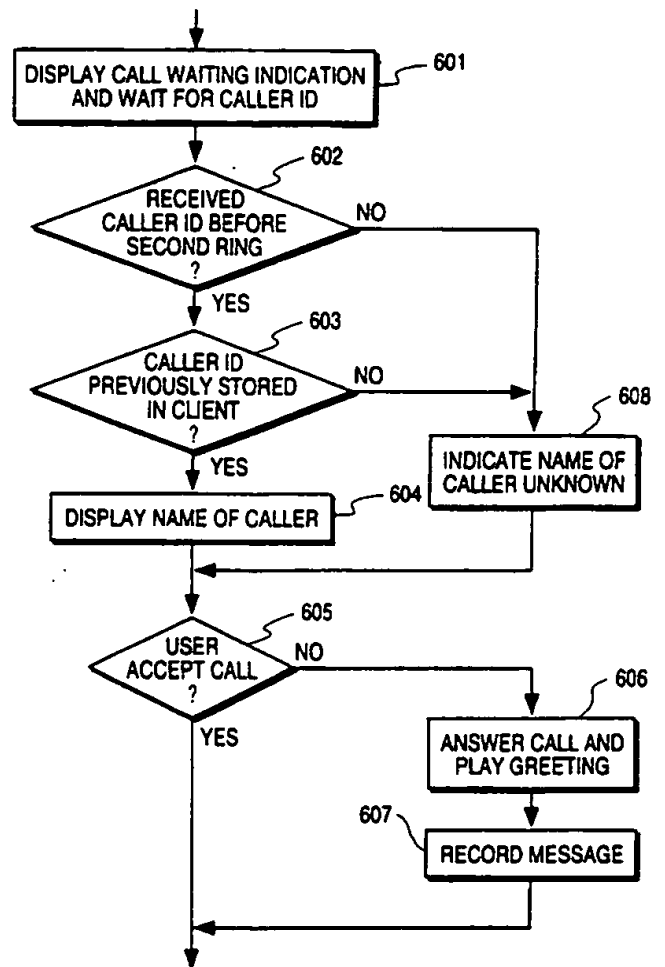 DISPLAY CALL WAITING INDICATION
AND WAIT FOR CALLER ID
601
602
RECEIVED
CALLER ID BEFORE
SECOND RING
?
NO
YES
603
CALLER ID
PREVIOUSLY STORED
IN CLIENT
?
NO
YES
608
INDICATE NAME OF
CALLER UNKNOWN
604
DISPLAY NAME OF CALLER
605
USER
ACCEPT CALL
?
NO
YES
606
ANSWER CALL AND
PLAY GREETING
607
RECORD MESSAGE